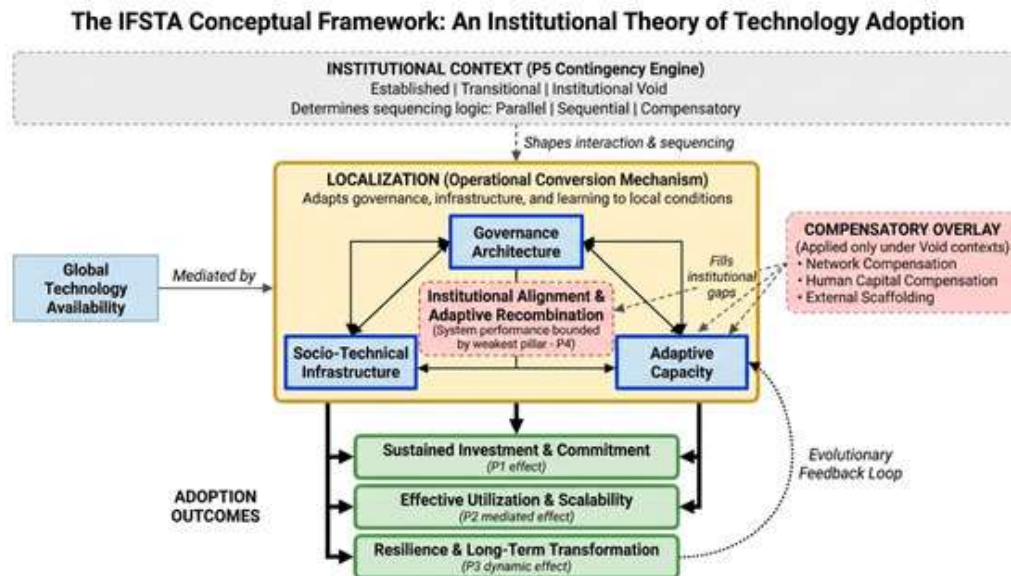 The IFSTA Conceptual Framework: An Institutional Theory of Technology Adoption
INSTITUTIONAL CONTEXT (P5 Contingency Engine)
Established | Transitional | Institutional Void
Determines sequencing logic: Parallel | Sequential | Compensatory
Shapes interaction & sequencing
LOCALIZATION (Operational Conversion Mechanism)
Adapts governance, infrastructure, and learning to local conditions
Governance
Architecture
Global
Technology
Availability
Mediated by
Institutional Alignment &
Adaptive Recombination
(System performance bounded
by weakest pillar - P4)
Fills
institutional
gaps
COMPENSATORY OVERLAY
(Applied only under Void contexts)
• Network Compensation
• Human Capital Compensation
• External Scaffolding
Socio-Technical
Infrastructure
Adaptive
Capacity
ADOPTION
OUTCOMES
Sustained Investment & Commitment
(P1 effect)
Effective Utilization & Scalability
(P2 mediated effect)
Resilience & Long-Term Transformation
(P3 dynamic effect)
Evolutionary
Feedback Loop